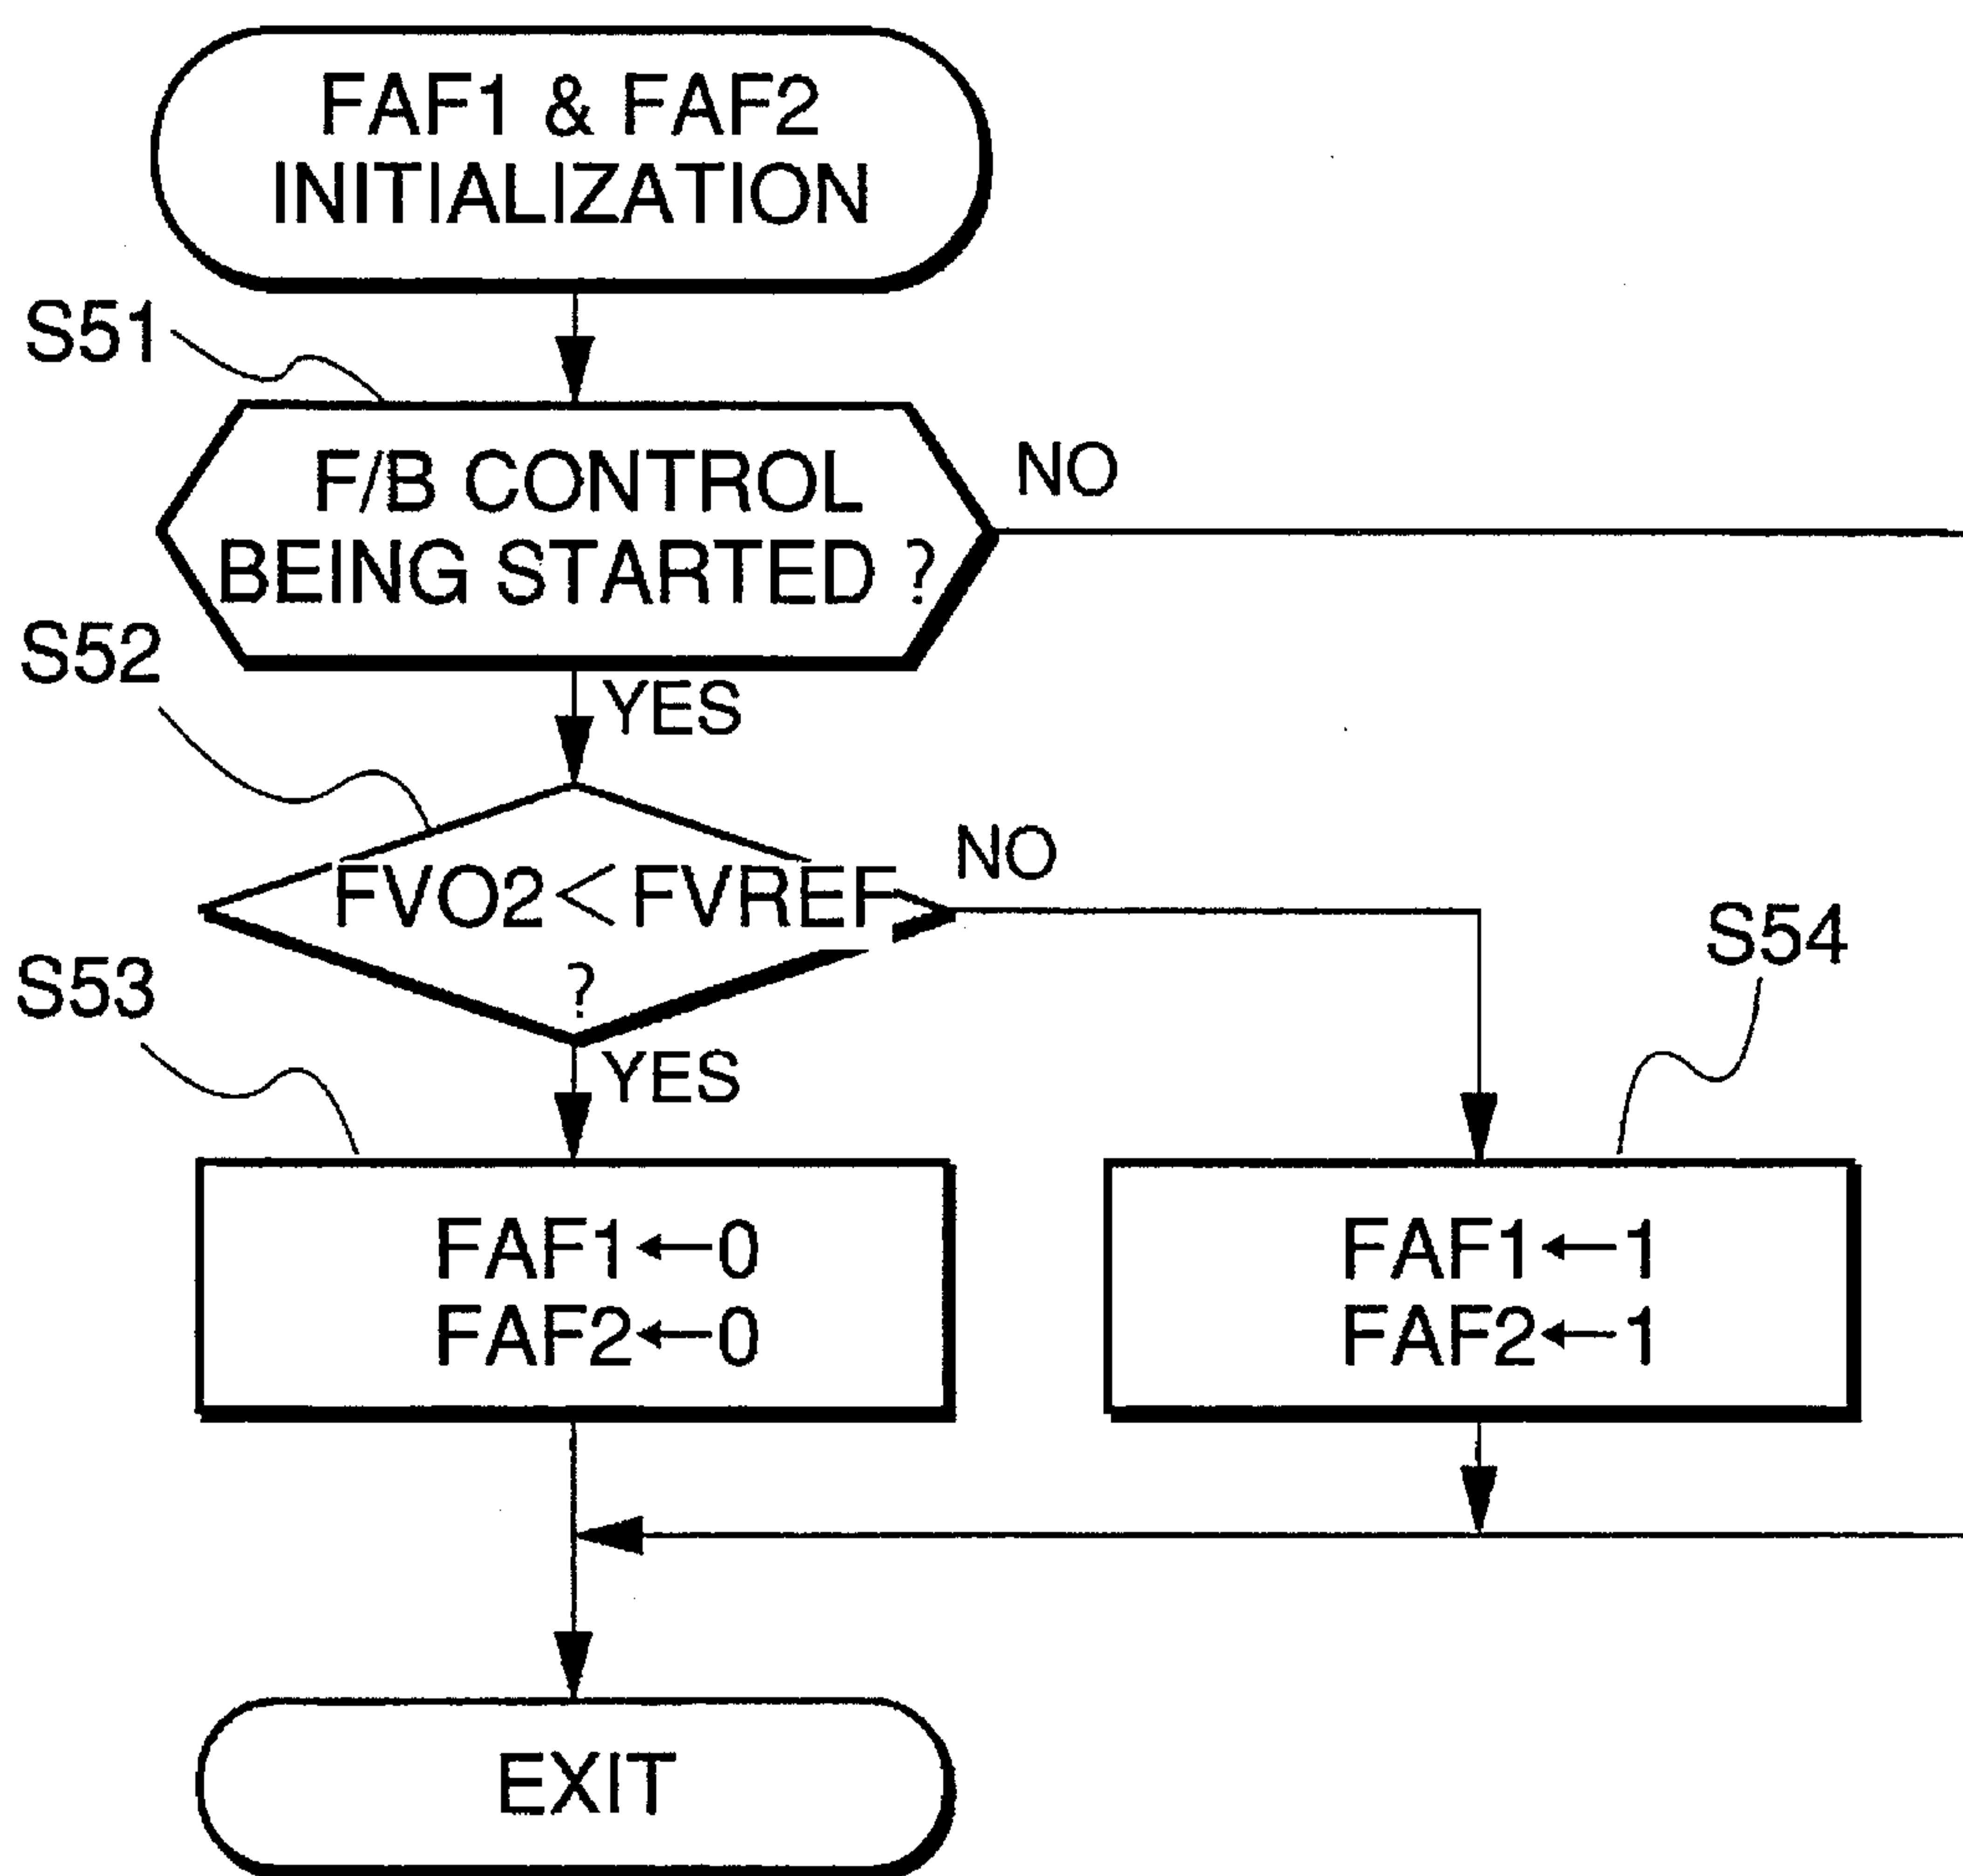 FAF1 & FAF2
INITIALIZATION
S51
F/B CONTROL
BEING STARTED ?
NO
S52
YES
FVO2<FVREF
?
NO
S53
YES
S54
FAF1←0
FAF2←0
FAF1←1
FAF2←1
EXIT